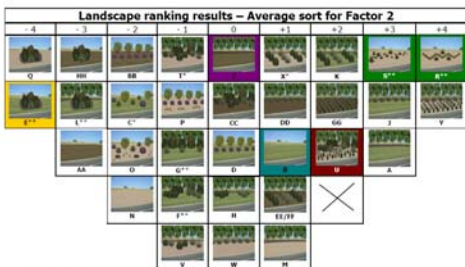 Landscape ranking results – Average sort for Factor 2
- 4 - 3 - 2 - 1 0 +1 +2 +3 +4
Q HH BB T* X* K S** R**
E** L** C* P CC DD GG J Y
AA O G** D B U A
N F** H EE/FF
V W M